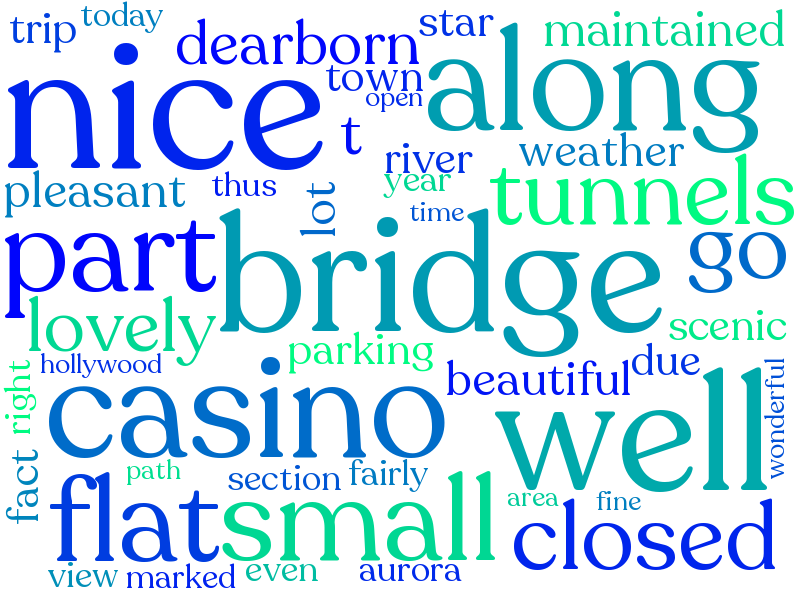 trip
today
dearborn
star
maintained
nice
town
along
open
t
river
weather
pleasant
thus
lot
year
time
tunnels
part
bridge
go
lovely
scenic
parking
hollywood
due
right
beautiful
casino
well
wonderful
fact
path
section
fairly
flat
small
area
fine
closed
view
marked
even
aurora